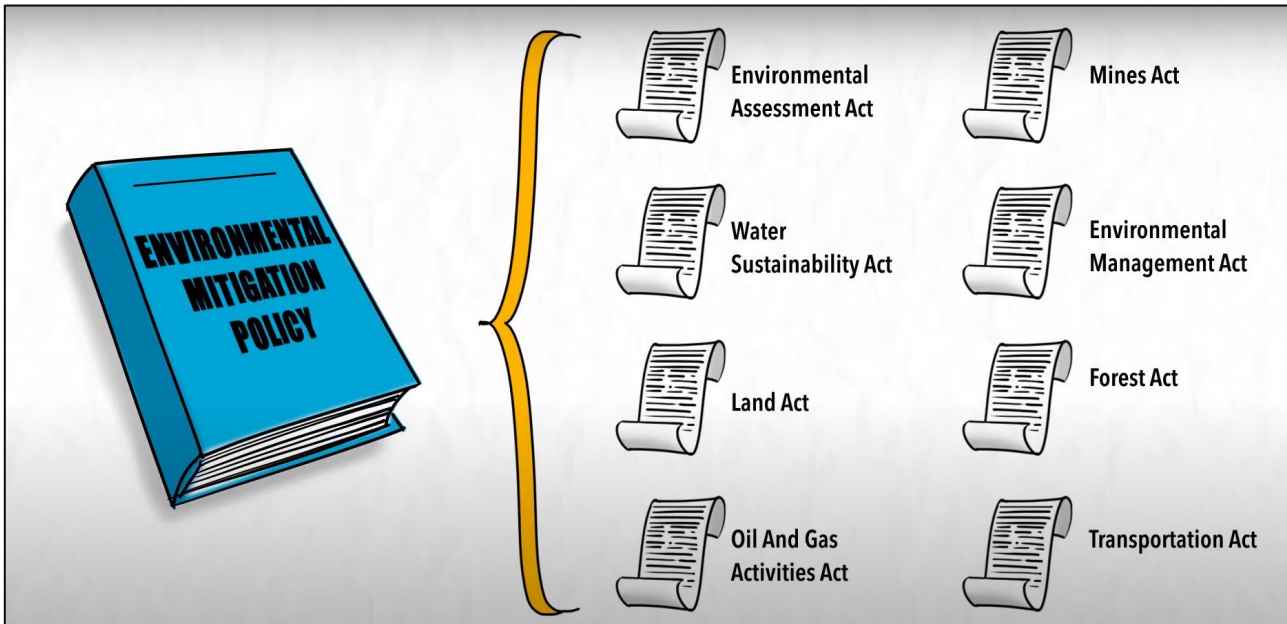 ENVIRONMENTAL
MITIGATION
POLICY
Environmental
Assessment Act
Mines Act
Water
Sustainability Act
Environmental
Management Act
Land Act
Forest Act
Oil And Gas
Activities Act
Transportation Act